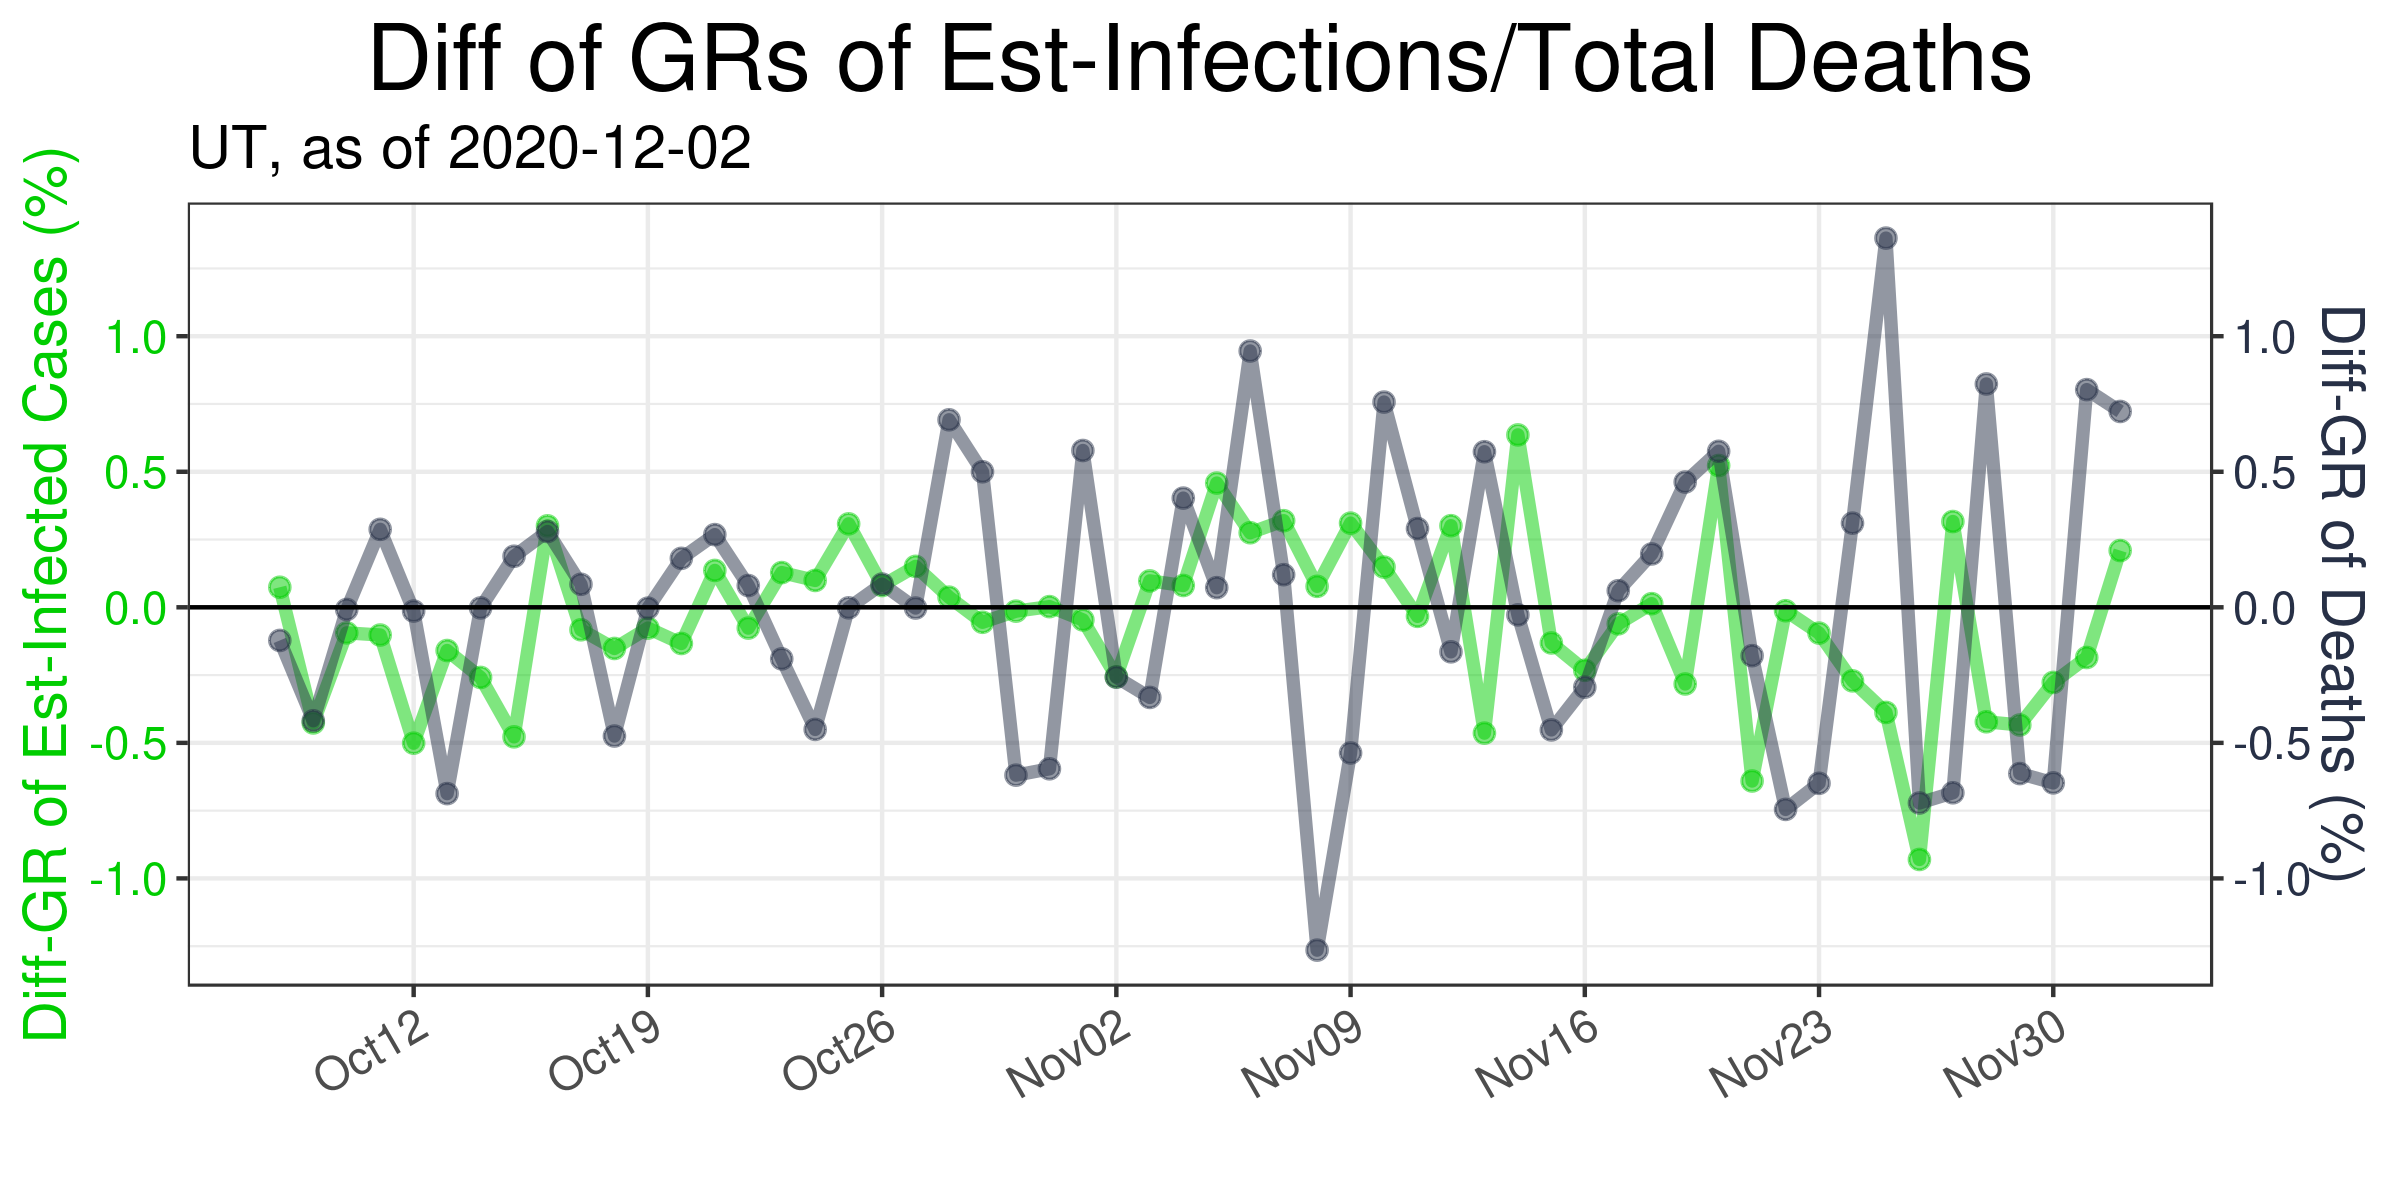 Diff of GRs of Est-Infections/Total Deaths
UT, as of 2020-12-02
Diff-GR of Est-Infected Cases (%)
1.0
0.5
0.0
-0.5
-1.0
1.0
0.5
0.0
-0.5
-1.0
Diff-GR of Deaths (%)
Oct12
Oct19
Oct26
Nov02
Nov09
Nov16
Nov23
Nov30